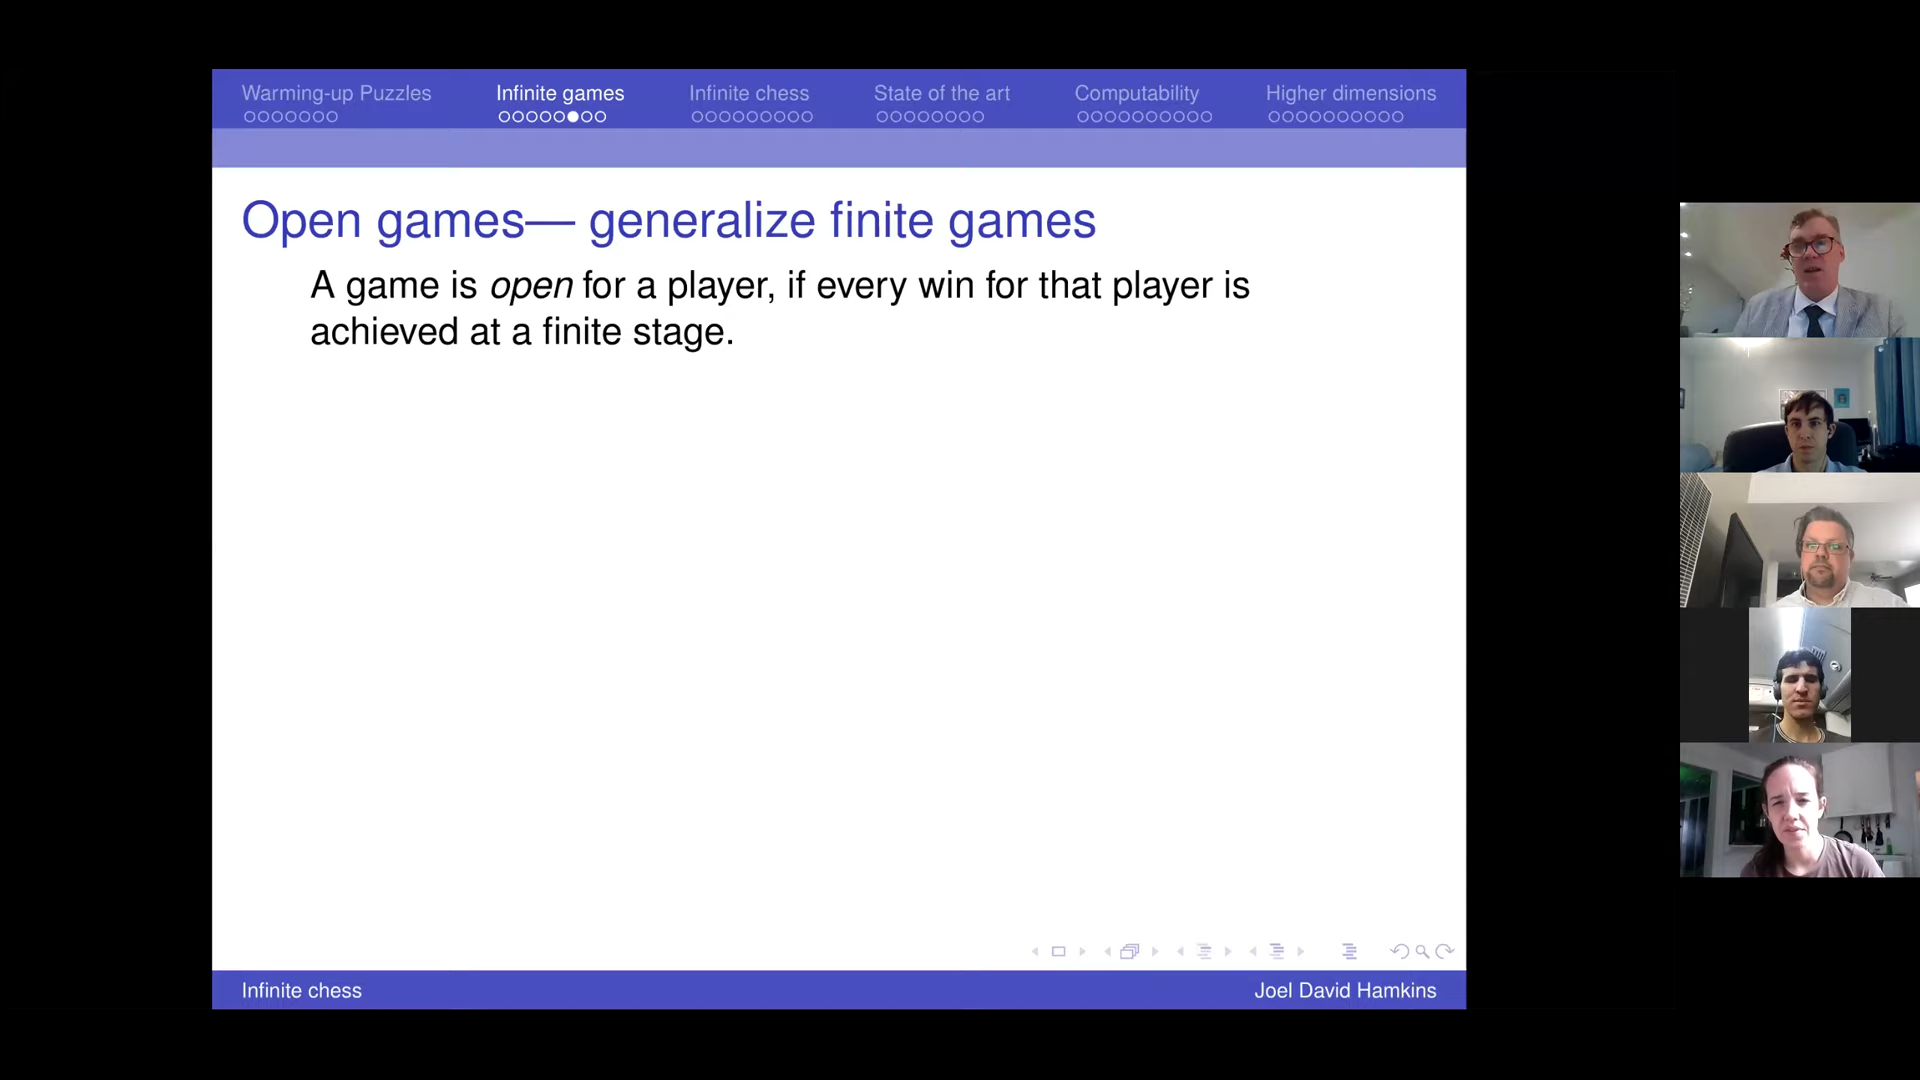 Warming-up Puzzles
Infinite games
Infinite chess
State of the art
Computability
Higher dimensions
Open games— generalize finite games
A game is open for a player, if every win for that player is
achieved at a finite stage.
Infinite chess
Joel David Hamkins